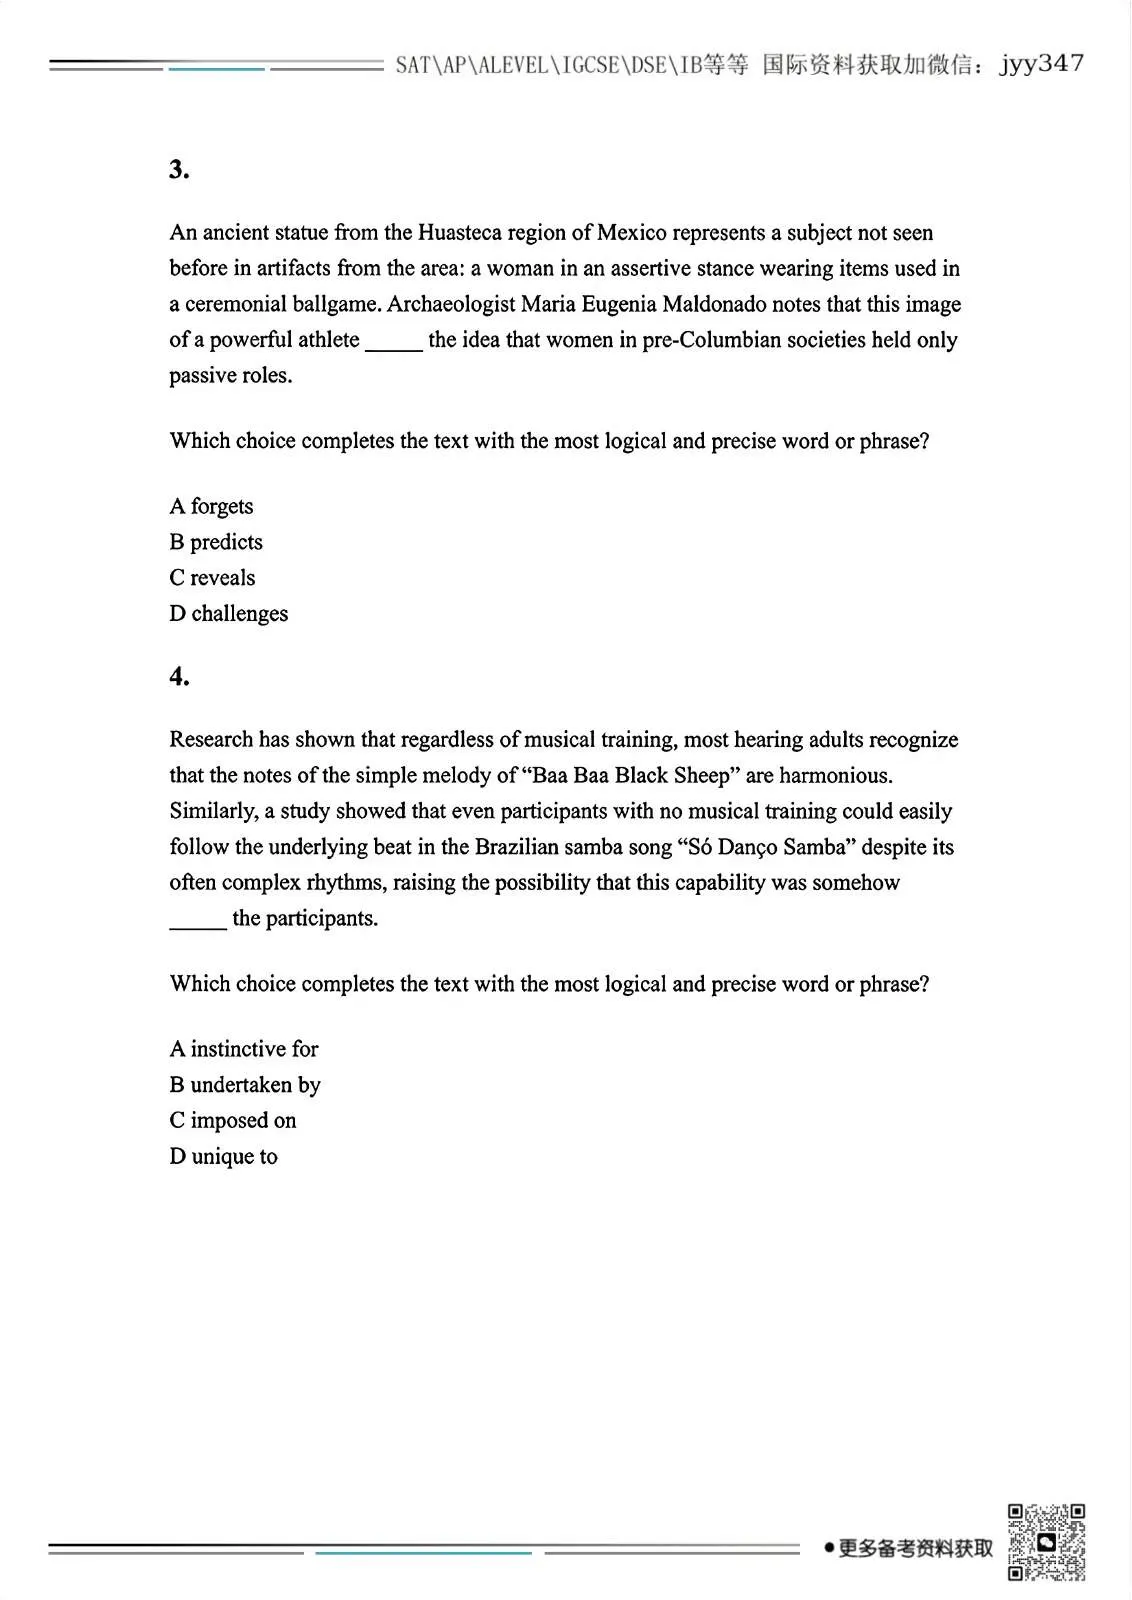 SAT\AP\ALEVEL\IGCSE\DSE\IB等等 国际资料获取加微信：jyy347
3.
An ancient statue from the Huasteca region of Mexico represents a subject not seen
before in artifacts from the area: a woman in an assertive stance wearing items used in
a ceremonial ballgame. Archaeologist Maria Eugenia Maldonado notes that this image
of a powerful athlete _____ the idea that women in pre-Columbian societies held only
passive roles.
Which choice completes the text with the most logical and precise word or phrase?
A forgets
B predicts
C reveals
D challenges
4.
Research has shown that regardless of musical training, most hearing adults recognize
that the notes of the simple melody of “Baa Baa Black Sheep” are harmonious.
Similarly, a study showed that even participants with no musical training could easily
follow the underlying beat in the Brazilian samba song “Só Danço Samba” despite its
often complex rhythms, raising the possibility that this capability was somehow
_____ the participants.
Which choice completes the text with the most logical and precise word or phrase?
A instinctive for
B undertaken by
C imposed on
D unique to
●更多备考资料获取